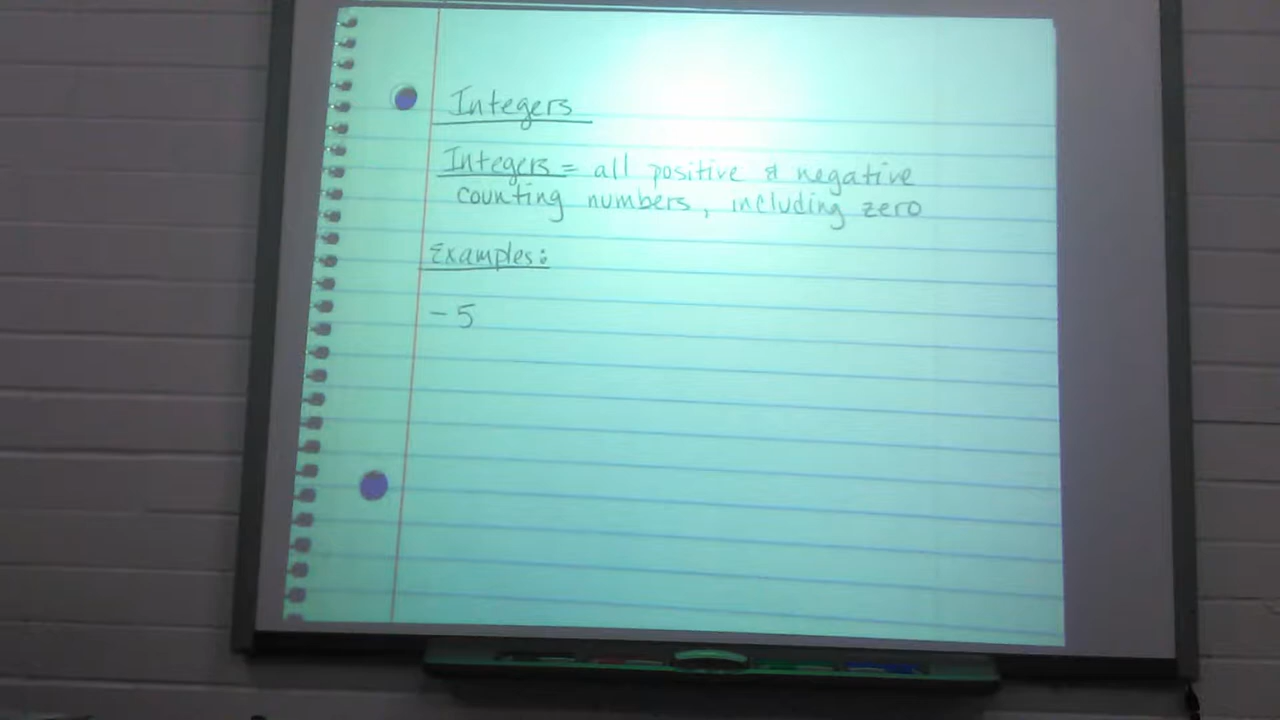 Integers
Integers = all positive & negative
counting numbers, including zero
Examples:
-5